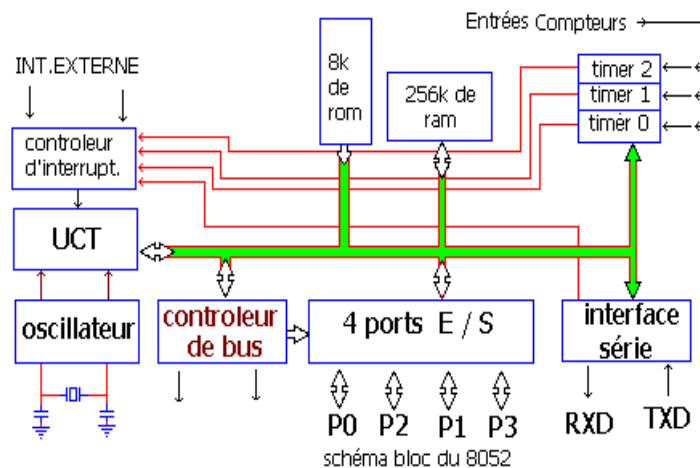 Entrées Compteurs
INT.EXTERNE
8k
de
rom
256k de
ram
timer 2
timer 1
timer 0
controleur
d'interrupt.
UCT
oscillateur
controleur
de bus
4 ports E / S
interface
série
P0 P2 P1 P3
RXD TXD
schéma bloc du 8052